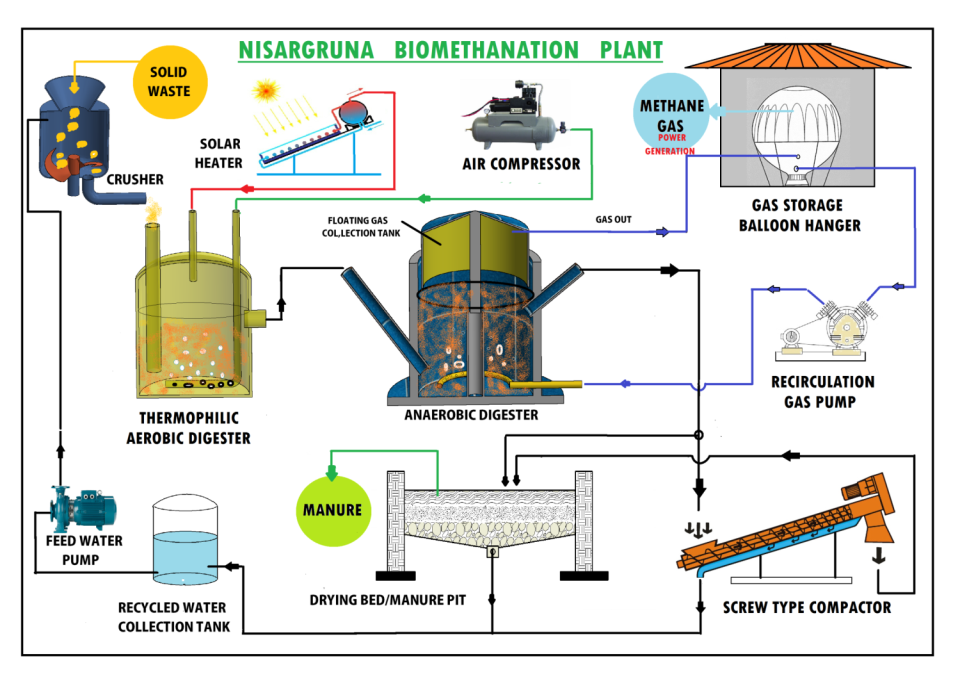 NISARGRUNA BIOMETHANATION PLANT
SOLID
WASTE
CRUSHER
SOLAR
HEATER
AIR COMPRESSOR
METHANE
GAS
POWER
GENERATION
GAS STORAGE
BALLOON HANGER
FLOATING GAS
COL,LECTION TANK
GAS OUT
THERMOPHILIC
AEROBIC DIGESTER
ANAEROBIC DIGESTER
RECIRCULATION
GAS PUMP
MANURE
FEED WATER
PUMP
RECYCLED WATER
COLLECTION TANK
DRYING BED/MANURE PIT
SCREW TYPE COMPACTOR